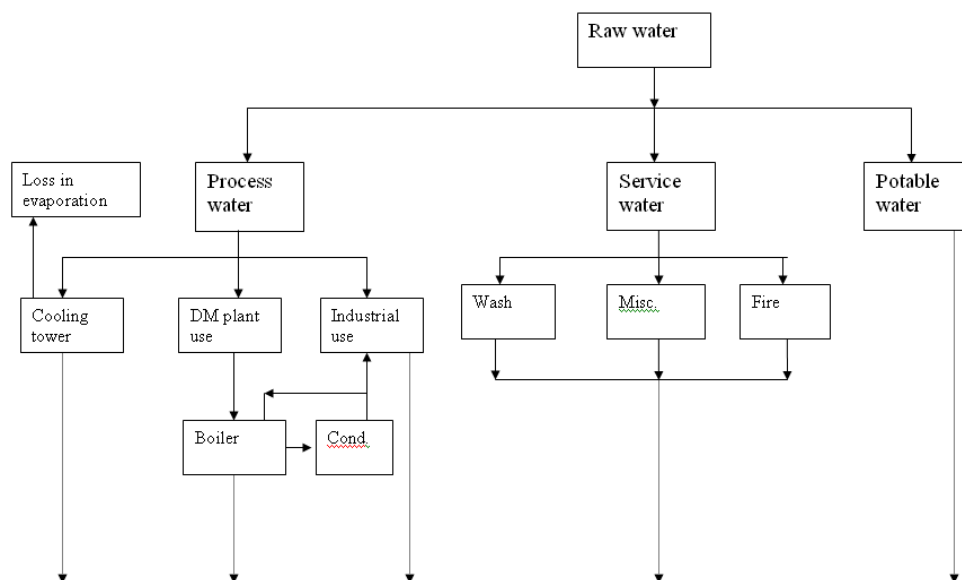 Raw water
Loss in
evaporation
Process
water
Service
water
Potable
water
Cooling
tower
DM plant
use
Industrial
use
Wash
Misc.
Fire
Boiler
Cond.